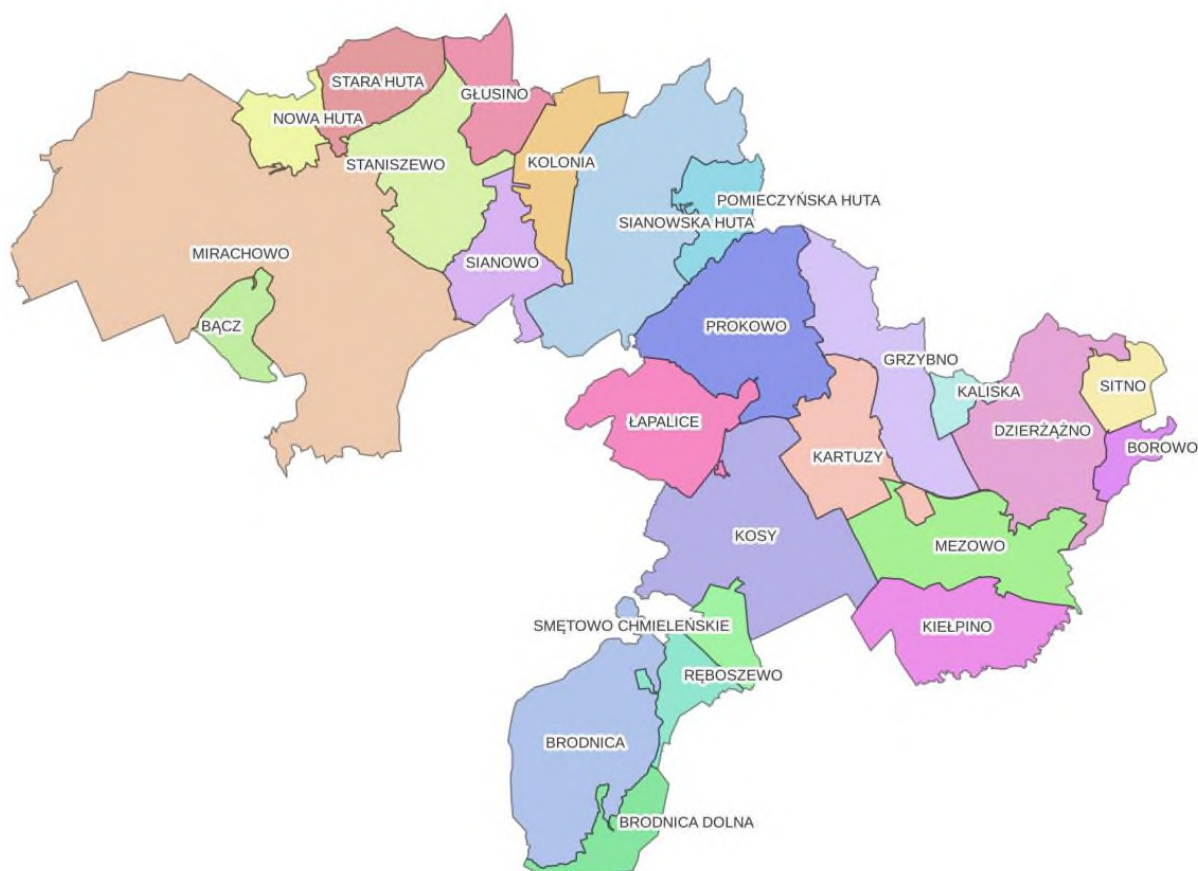 STARA HUTA
GŁUSINO
NOWA HUTA
STANISZEWO
KOLONIA
POMIECZYŃSKA HUTA
SIANOWSKA HUTA
MIRACHOWO
SIANOWO
BĄCZ
PROKOWO
GRZYBNO
KALISKA
SITNO
ŁAPALICE
DZIERŻĄŻNO
BOROWO
KARTUZY
KOSY
MEZOWO
SMĘTOWO CHMIELEŃSKIE
KIEŁPINO
RĘBOSZEWO
BRODNICA
BRODNICA DOLNA